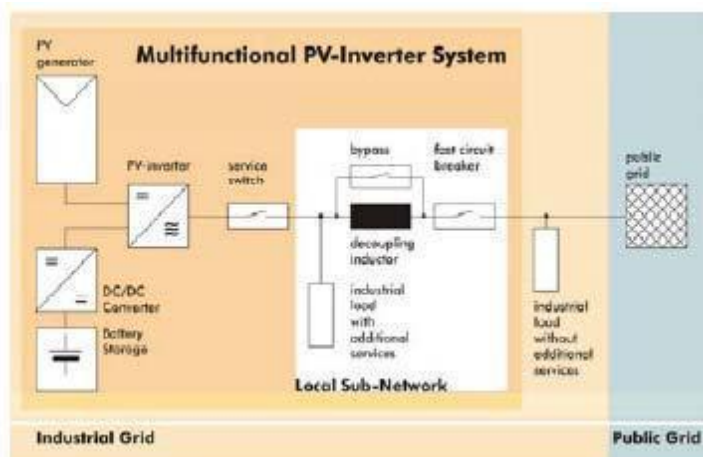 PV
generator
Multifunctional PV-Inverter System
PV-inverter
service
switch
bypass
fast circuit
breaker
public
grid
decoupling
inductor
DC/DC
Converter
Battery
Storage
industrial
load
with
additional
services
industrial
load
without
additional
services
Local Sub-Network
Industrial Grid
Public Grid